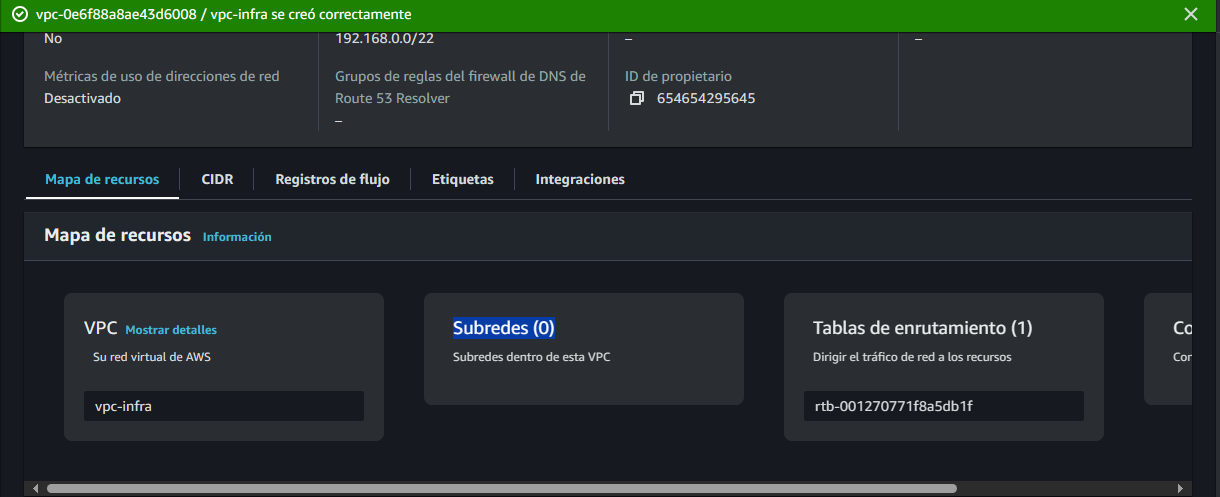 vpc-0e6f88a8ae43d6008 / vpc-infra se creó correctamente
No
192.168.0.0/22
–
–
Métricas de uso de direcciones de red
Desactivado
Grupos de reglas del firewall de DNS de
Route 53 Resolver
–
ID de propietario
654654295645
Mapa de recursos
CIDR
Registros de flujo
Etiquetas
Integraciones
Mapa de recursos Información
VPC Mostrar detalles
Su red virtual de AWS
vpc-infra
Subredes (0)
Subredes dentro de esta VPC
Tablas de enrutamiento (1)
Dirigir el tráfico de red a los recursos
rtb-001270771f8a5db1f
Co
Cor